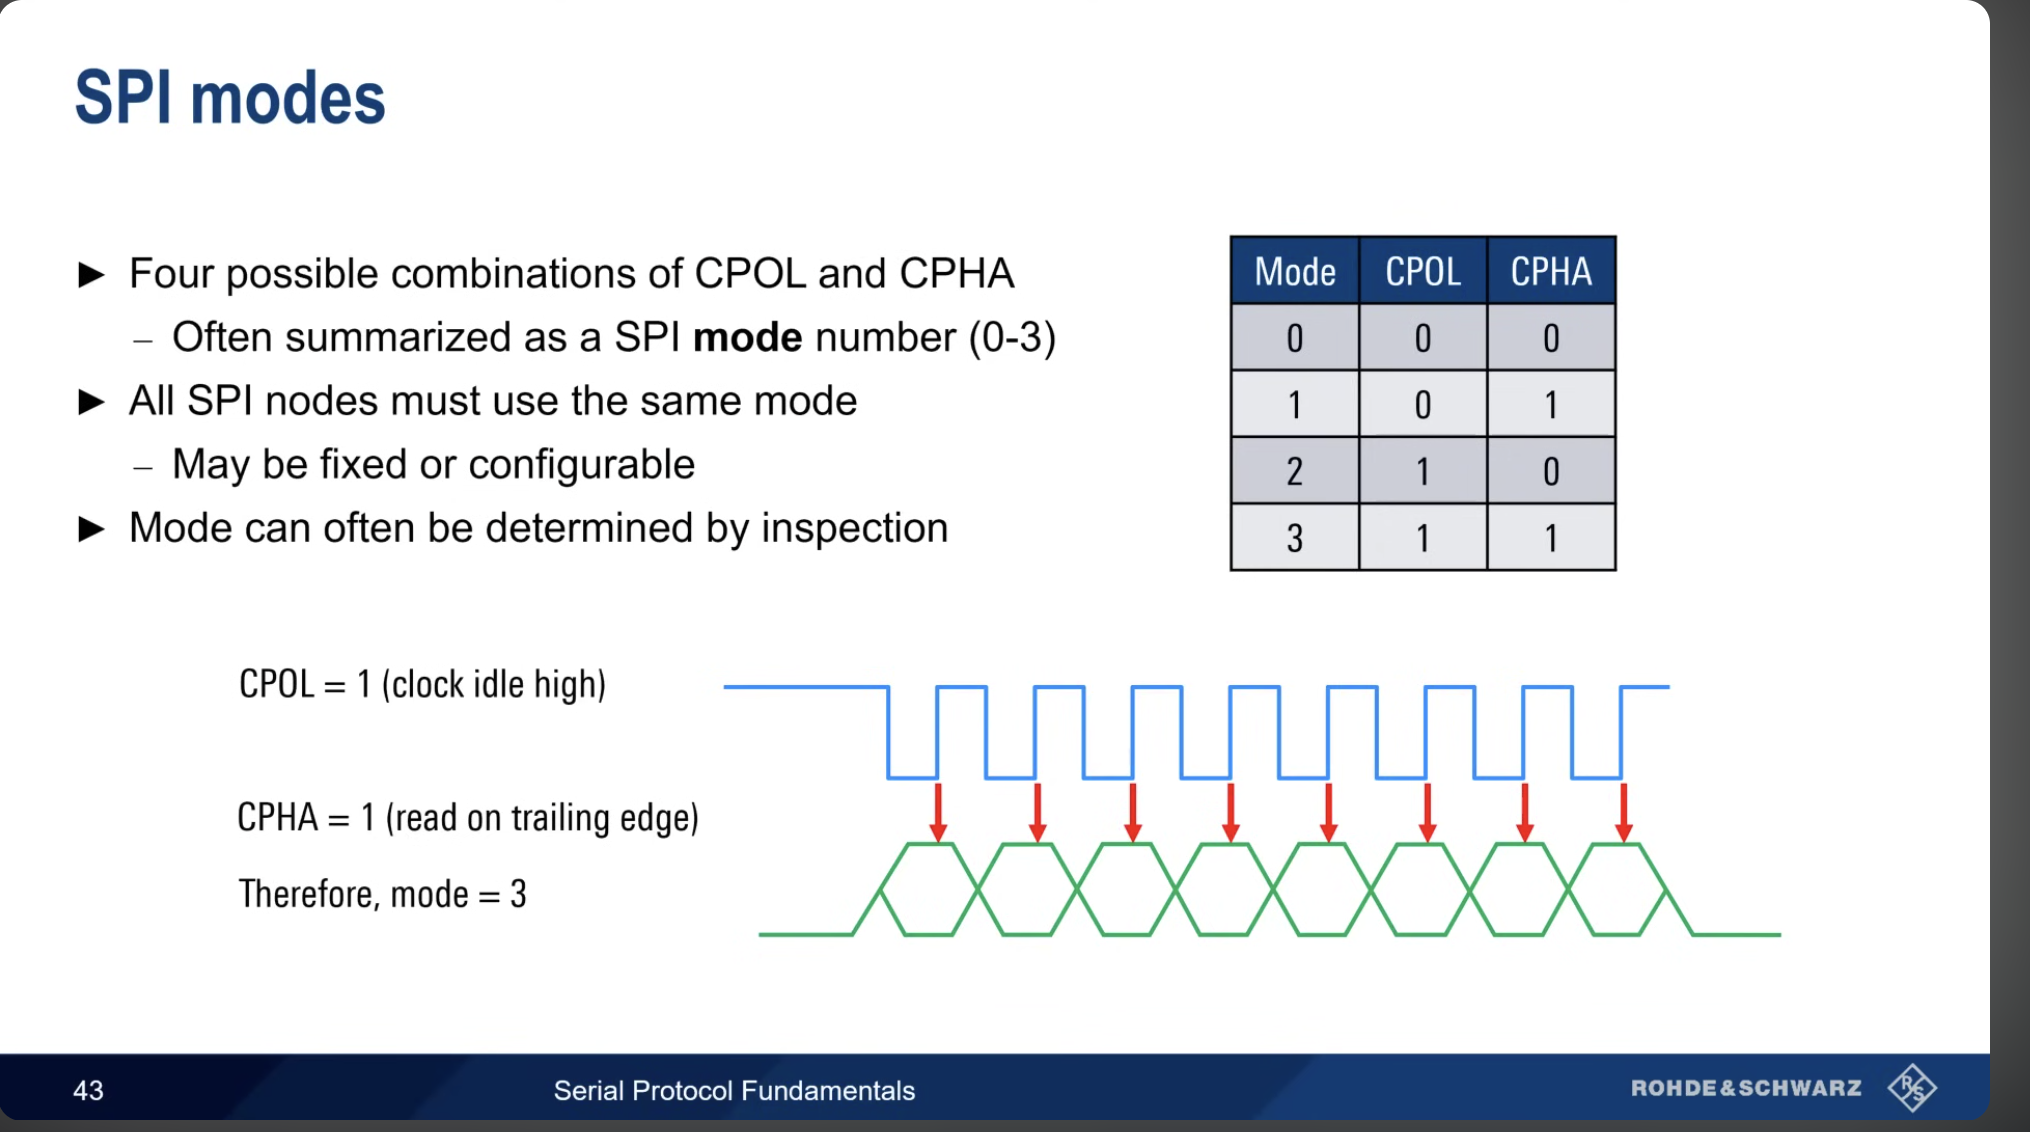 SPI modes
► Four possible combinations of CPOL and CPHA
– Often summarized as a SPI mode number (0-3)
► All SPI nodes must use the same mode
– May be fixed or configurable
► Mode can often be determined by inspection
Mode CPOL CPHA
0 0 0
1 0 1
2 1 0
3 1 1
CPOL = 1 (clock idle high)
CPHA = 1 (read on trailing edge)
Therefore, mode = 3
43
Serial Protocol Fundamentals
ROHDE&SCHWARZ
R S